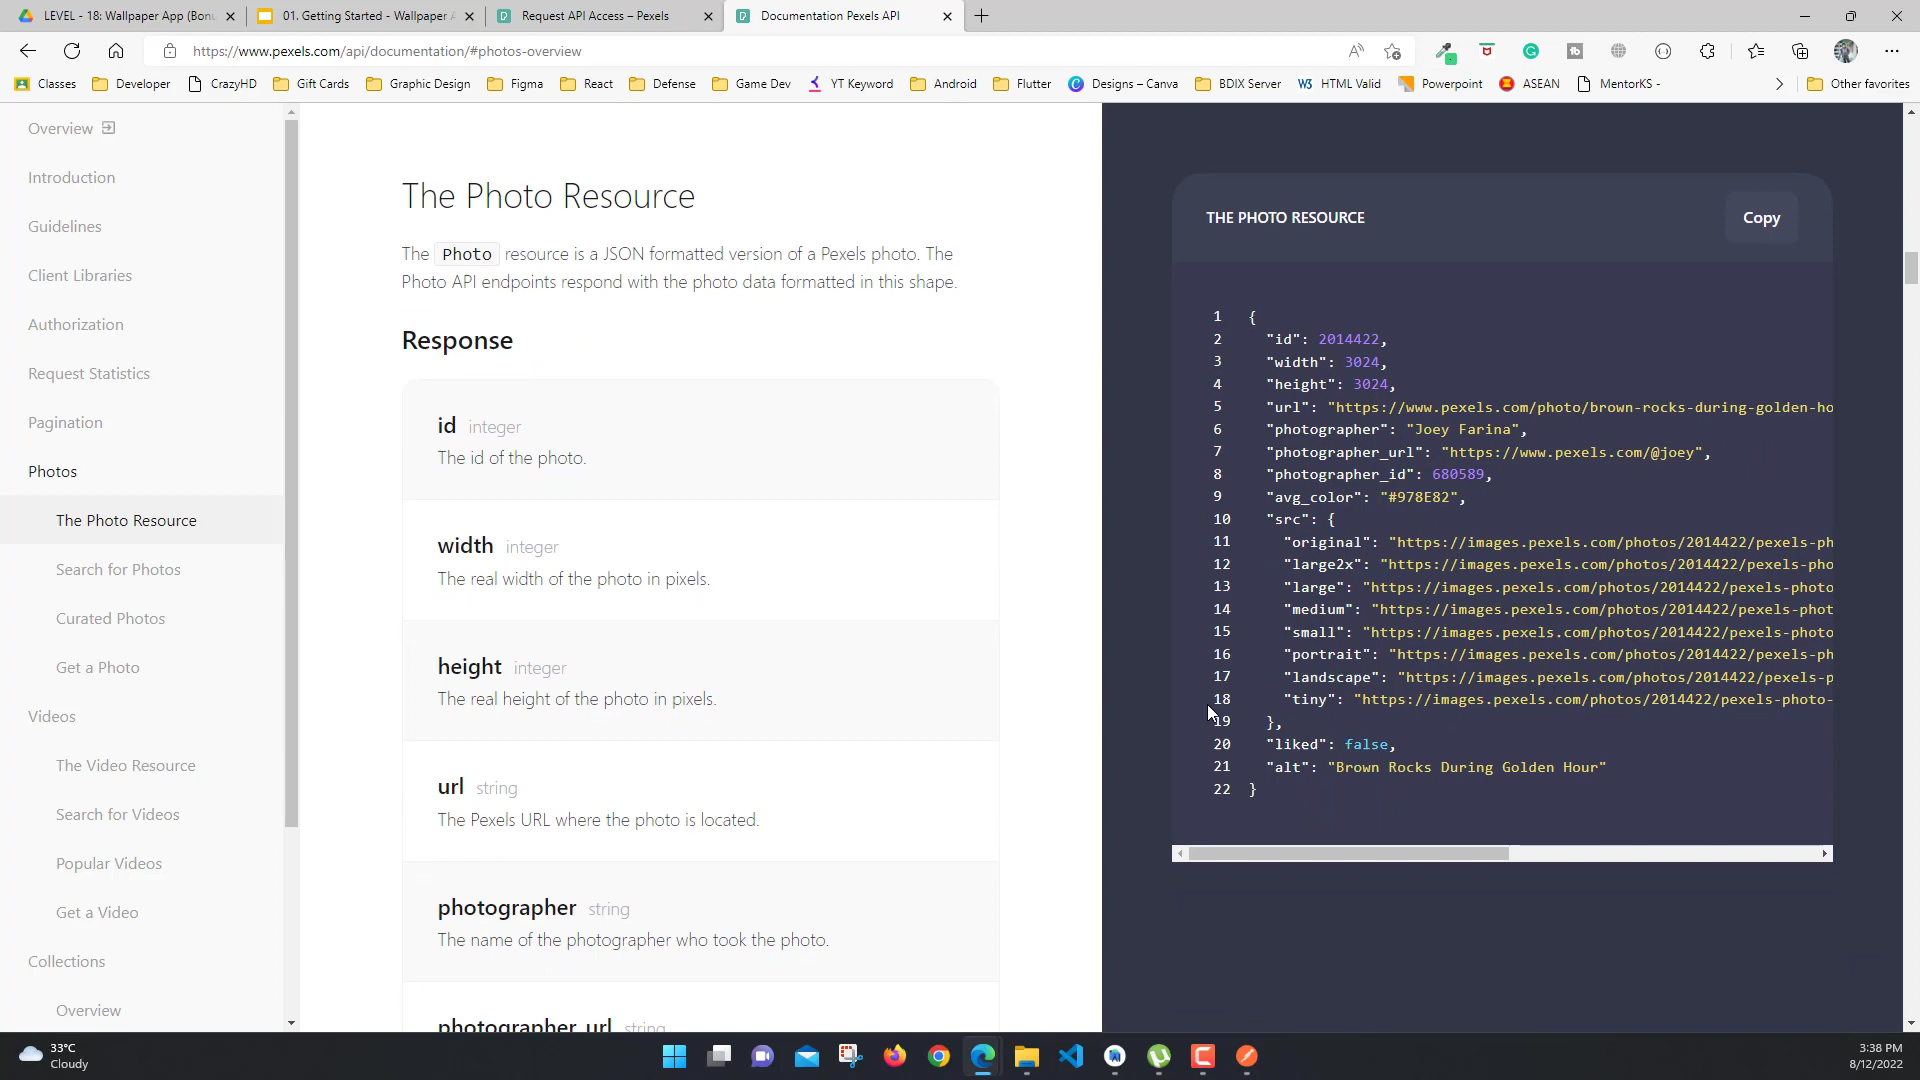 LEVEL - 18: Wallpaper App (Bonu
01. Getting Started - Wallpaper A
Request API Access – Pexels
Documentation Pexels API
https://www.pexels.com/api/documentation/#photos-overview
Classes
Developer
CrazyHD
Gift Cards
Graphic Design
Figma
React
Defense
Game Dev
YT Keyword
Android
Flutter
Designs – Canva
BDIX Server
W3 HTML Valid
Powerpoint
ASEAN
MentorKS -
Other favorites
Overview
Introduction
Guidelines
Client Libraries
Authorization
Request Statistics
Pagination
Photos
The Photo Resource
Search for Photos
Curated Photos
Get a Photo
Videos
The Video Resource
Search for Videos
Popular Videos
Get a Video
Collections
Overview
The Photo Resource
The Photo resource is a JSON formatted version of a Pexels photo. The
Photo API endpoints respond with the photo data formatted in this shape.
Response
id integer
The id of the photo.
width integer
The real width of the photo in pixels.
height integer
The real height of the photo in pixels.
url string
The Pexels URL where the photo is located.
photographer string
The name of the photographer who took the photo.
photographer_url string
THE PHOTO RESOURCE
Copy
1 {
2 "id": 2014422,
3 "width": 3024,
4 "height": 3024,
5 "url": "https://www.pexels.com/photo/brown-rocks-during-golden-ho
6 "photographer": "Joey Farina",
7 "photographer_url": "https://www.pexels.com/@joey",
8 "photographer_id": 680589,
9 "avg_color": "#978E82",
10 "src": {
11 "original": "https://images.pexels.com/photos/2014422/pexels-ph
12 "large2x": "https://images.pexels.com/photos/2014422/pexels-pho
13 "large": "https://images.pexels.com/photos/2014422/pexels-photo
14 "medium": "https://images.pexels.com/photos/2014422/pexels-phot
15 "small": "https://images.pexels.com/photos/2014422/pexels-photo
16 "portrait": "https://images.pexels.com/photos/2014422/pexels-ph
17 "landscape": "https://images.pexels.com/photos/2014422/pexels-p
18 "tiny": "https://images.pexels.com/photos/2014422/pexels-photo-
19 },
20 "liked": false,
21 "alt": "Brown Rocks During Golden Hour"
22 }
33°C
Cloudy
3:38 PM
8/12/2022